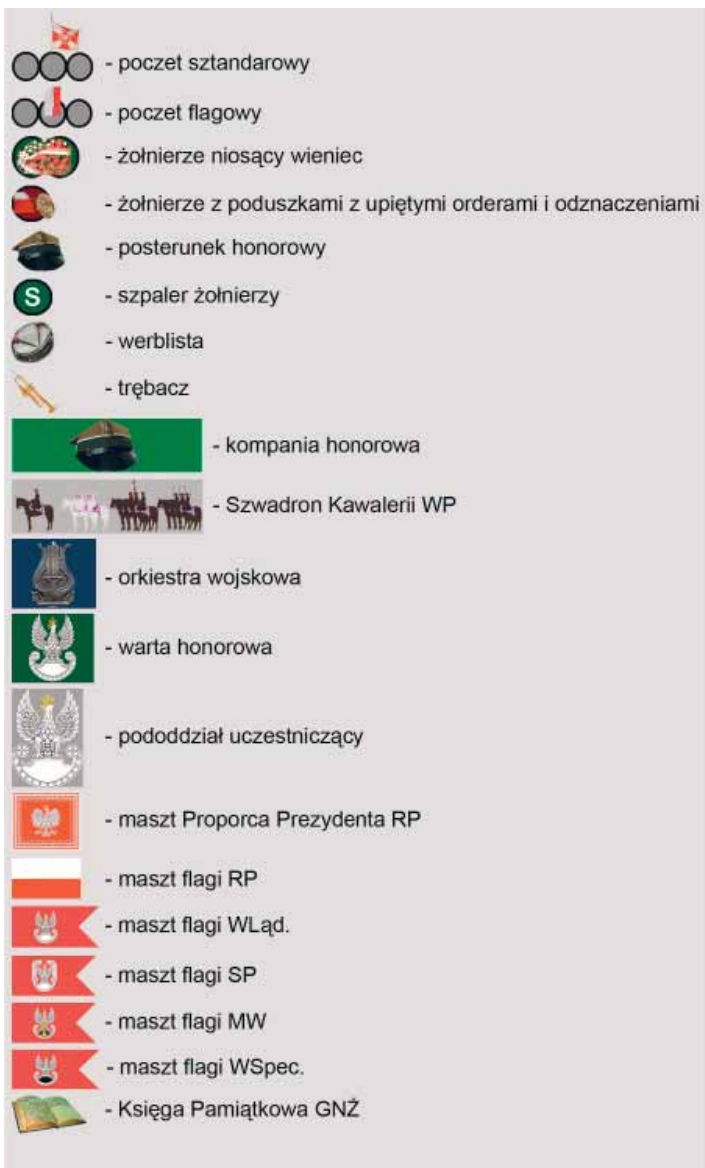 - poczet sztandarowy
- poczet flagowy
- żołnierze niosący wieniec
- żołnierze z poduszkami z upiętymi orderami i odznaczeniami
- posterunek honorowy
S - szpaler żołnierzy
- werblista
- trębacz
- kompania honorowa
- Szwadron Kawalerii WP
- orkiestra wojskowa
- warta honorowa
- pododdział uczestniczący
- maszt Proporca Prezydenta RP
- maszt flagi RP
- maszt flagi WLąd.
- maszt flagi SP
- maszt flagi MW
- maszt flagi WSpec.
- Księga Pamiątkowa GNŻ